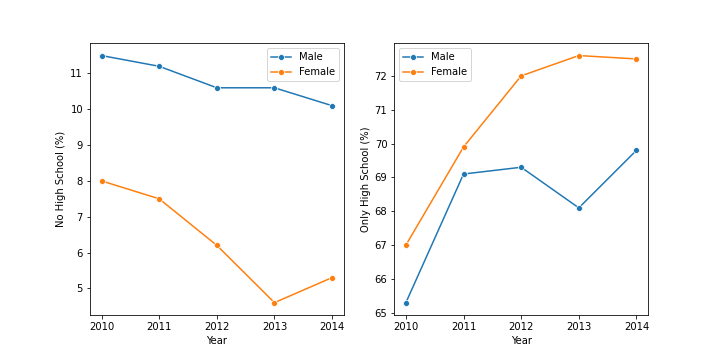 No High School (%)
11
10
9
8
7
6
5
2010 2011 2012 2013 2014
Year
Male
Female
Only High School (%)
72
71
70
69
68
67
66
65
2010 2011 2012 2013 2014
Year
Male
Female